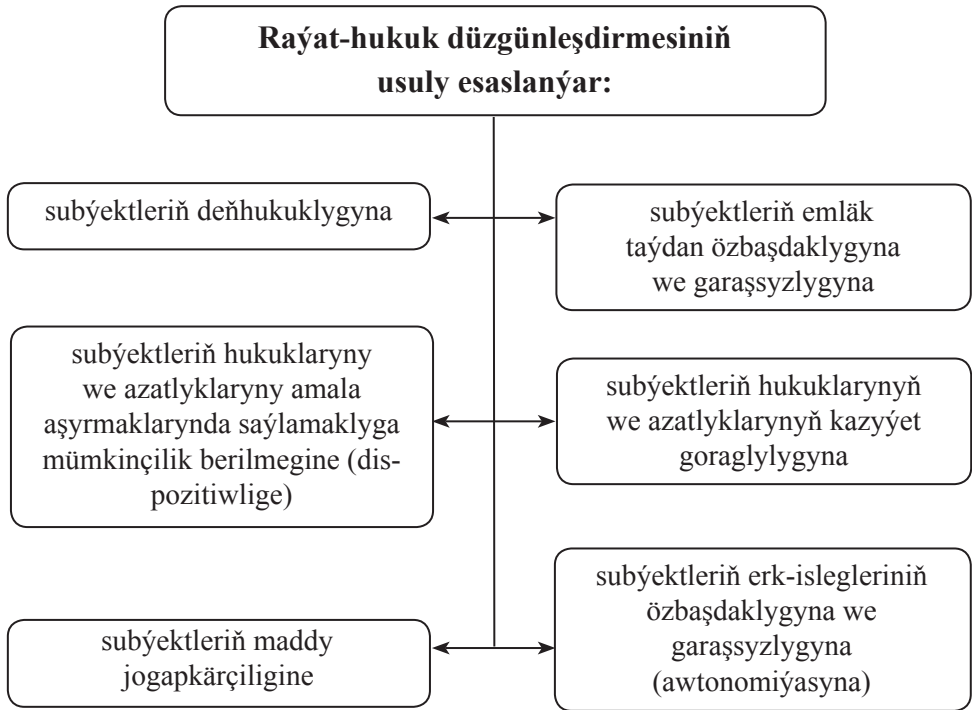 Raýat-hukuk düzgünleşdirmesiniň
usuly esaslanýar:
subýektleriň deňhukuklygyna
subýektleriň emläk
taýdan özbaşdaklygyna
we garaşsyzlygyna
subýektleriň hukuklaryny
we azatlyklaryny amala
aşyrmaklarynda saýlamaklyga
mümkinçilik berilmegine (dis-
pozitiwlige)
subýektleriň hukuklarynyň
we azatlyklarynyň kazyýet
goraglylygyna
subýektleriň maddy
jogapkärçiligine
subýektleriň erk-islegleriniň
özbaşdaklygyna we
garaşsyzlygyna
(awtonomiýasyna)